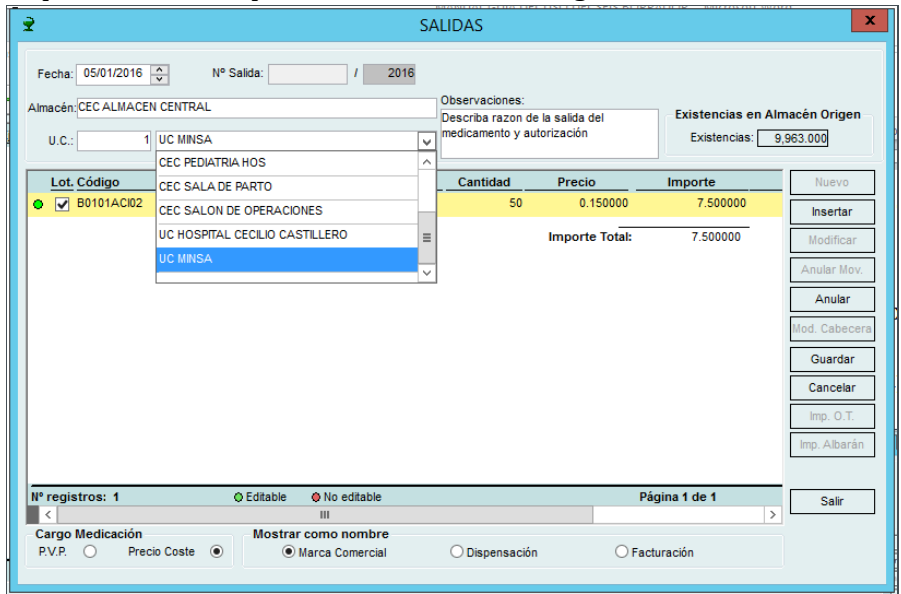 SALIDAS
X
Fecha: 05/01/2016 Nº Salida: / 2016
Almacén: CEC ALMACEN CENTRAL
Observaciones:
Describa razon de la salida del
medicamento y autorización
Existencias en Almacén Origen
Existencias: 9,963.000
U.C.: 1 UC MINSA
CEC PEDIATRIA HOS
CEC SALA DE PARTO
CEC SALON DE OPERACIONES
UC HOSPITAL CECILIO CASTILLERO
UC MINSA
Lot. Código Cantidad Precio Importe
B0101ACI02 50 0.150000 7.500000
Importe Total: 7.500000
Nuevo
Insertar
Modificar
Anular Mov.
Anular
Mod. Cabecera
Guardar
Cancelar
Imp. O.T.
Imp. Albarán
Salir
Nº registros: 1 Editable No editable Página 1 de 1
Cargo Medicación
P.V.P. Precio Coste
Mostrar como nombre
Marca Comercial Dispensación Facturación